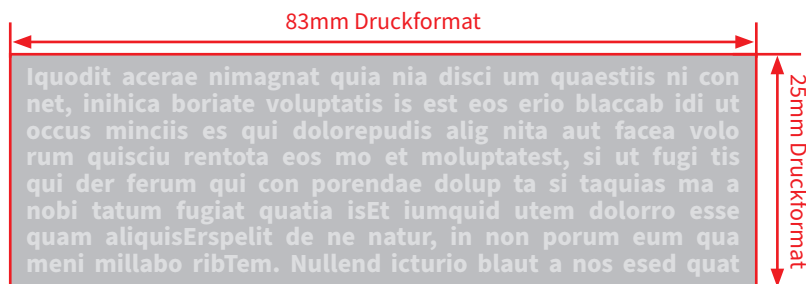 83mm Druckformat
Iquodit acerae nimagnat quia nia disci um quaestiis ni con
net, inihica boriate voluptatis is est eos erio blaccab idi ut
occus minciis es qui dolorepudis alig nita aut facea volo
rum quisciu rentota eos mo et moluptatest, si ut fugi tis
qui der ferum qui con porendae dolup ta si taquias ma a
nobi tatum fugiat quatia isEt iumquid utem dolorro esse
quam aliquisErspelit de ne natur, in non porum eum qua
meni millabo ribTem. Nullend icturio blaut a nos esed quat
25mm Druckformat